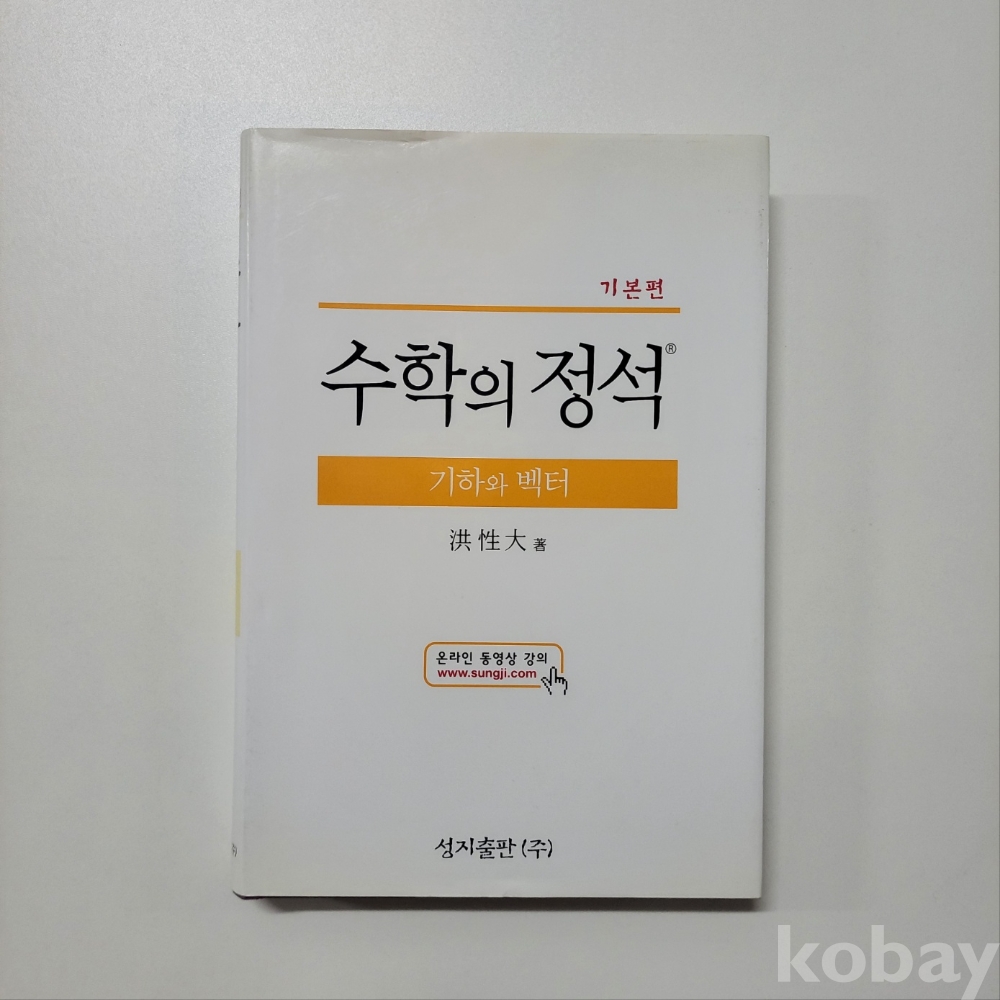 기본편
수학의 정석®
기하와 벡터
洪性大 著
온라인 동영상 강의
www.sungji.com
성지출판 (주)
kobay